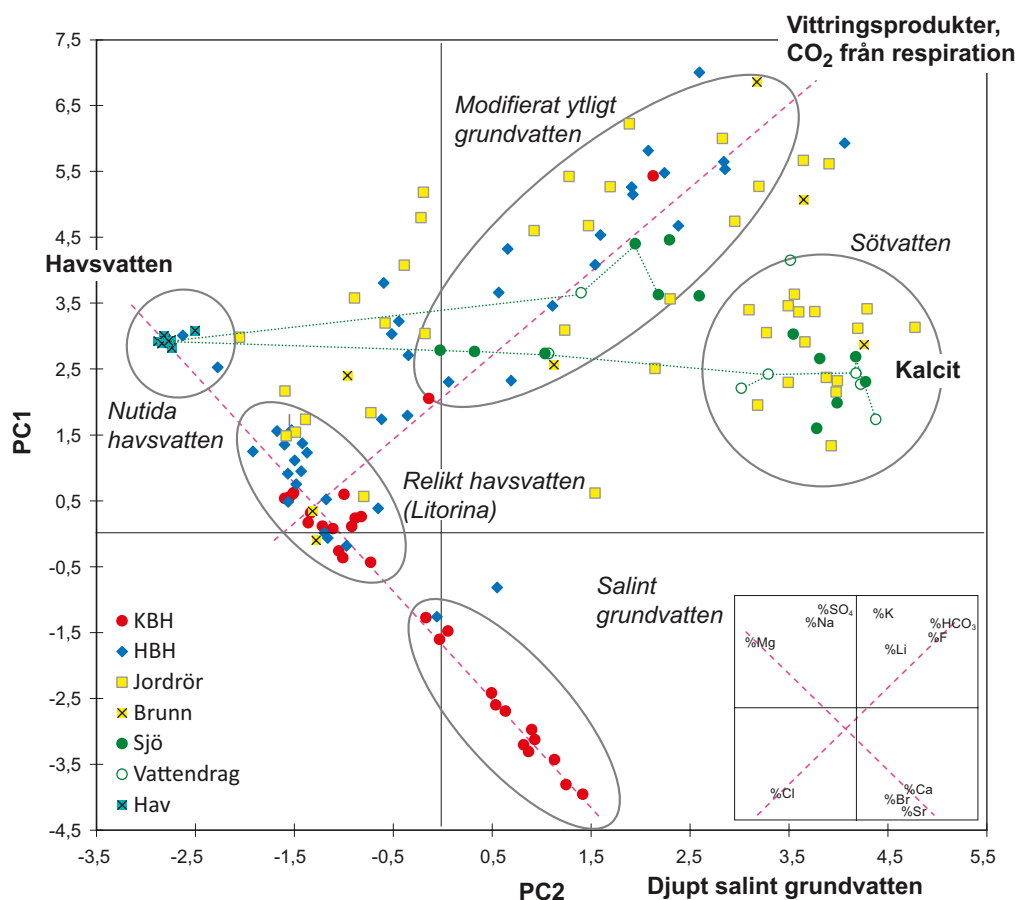 Vittringsprodukter,
CO₂ från respiration
7,5
6,5
5,5
4,5
3,5
2,5
1,5
0,5
-0,5
-1,5
-2,5
-3,5
-4,5
PC1
Modifierat ytligt
grundvatten
Havsvatten
Sötvatten
Kalcit
Nutida
havsvatten
Relikt havsvatten
(Litorina)
Salint
grundvatten
KBH
HBH
Jordrör
Brunn
Sjö
Vattendrag
Hav
%SO₄
%K
%Na
%HCO₃
%F
%Mg
%Li
%Cl
%Ca
%Br
%Sr
-3,5 -2,5 -1,5 -0,5 0,5 1,5 2,5 3,5 4,5 5,5
PC2
Djupt salint grundvatten